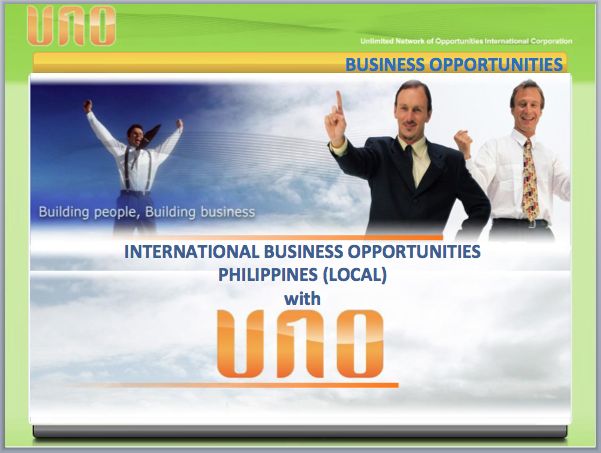 UNO
Unlimited Network of Opportunities International Corporation
BUSINESS OPPORTUNITIES
Building people, Building business
INTERNATIONAL BUSINESS OPPORTUNITIES
PHILIPPINES (LOCAL)
with
UNO